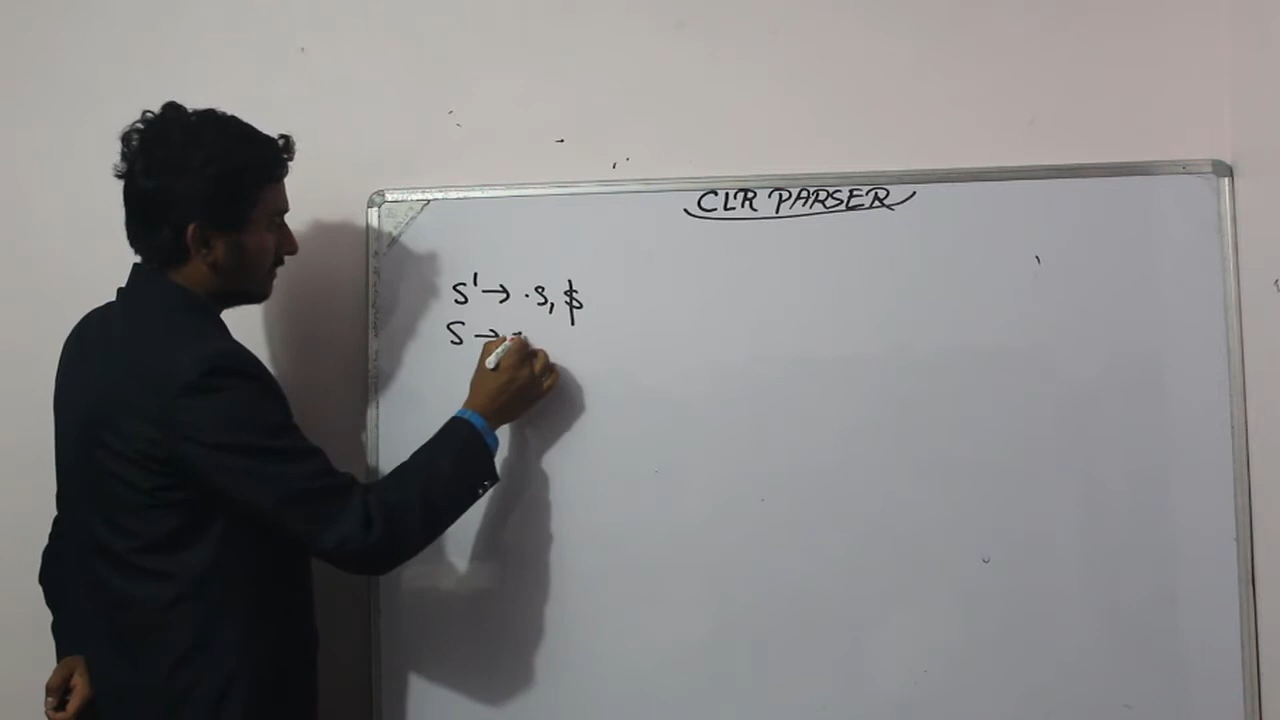 CLR PARSER
S' → .S, $
S →